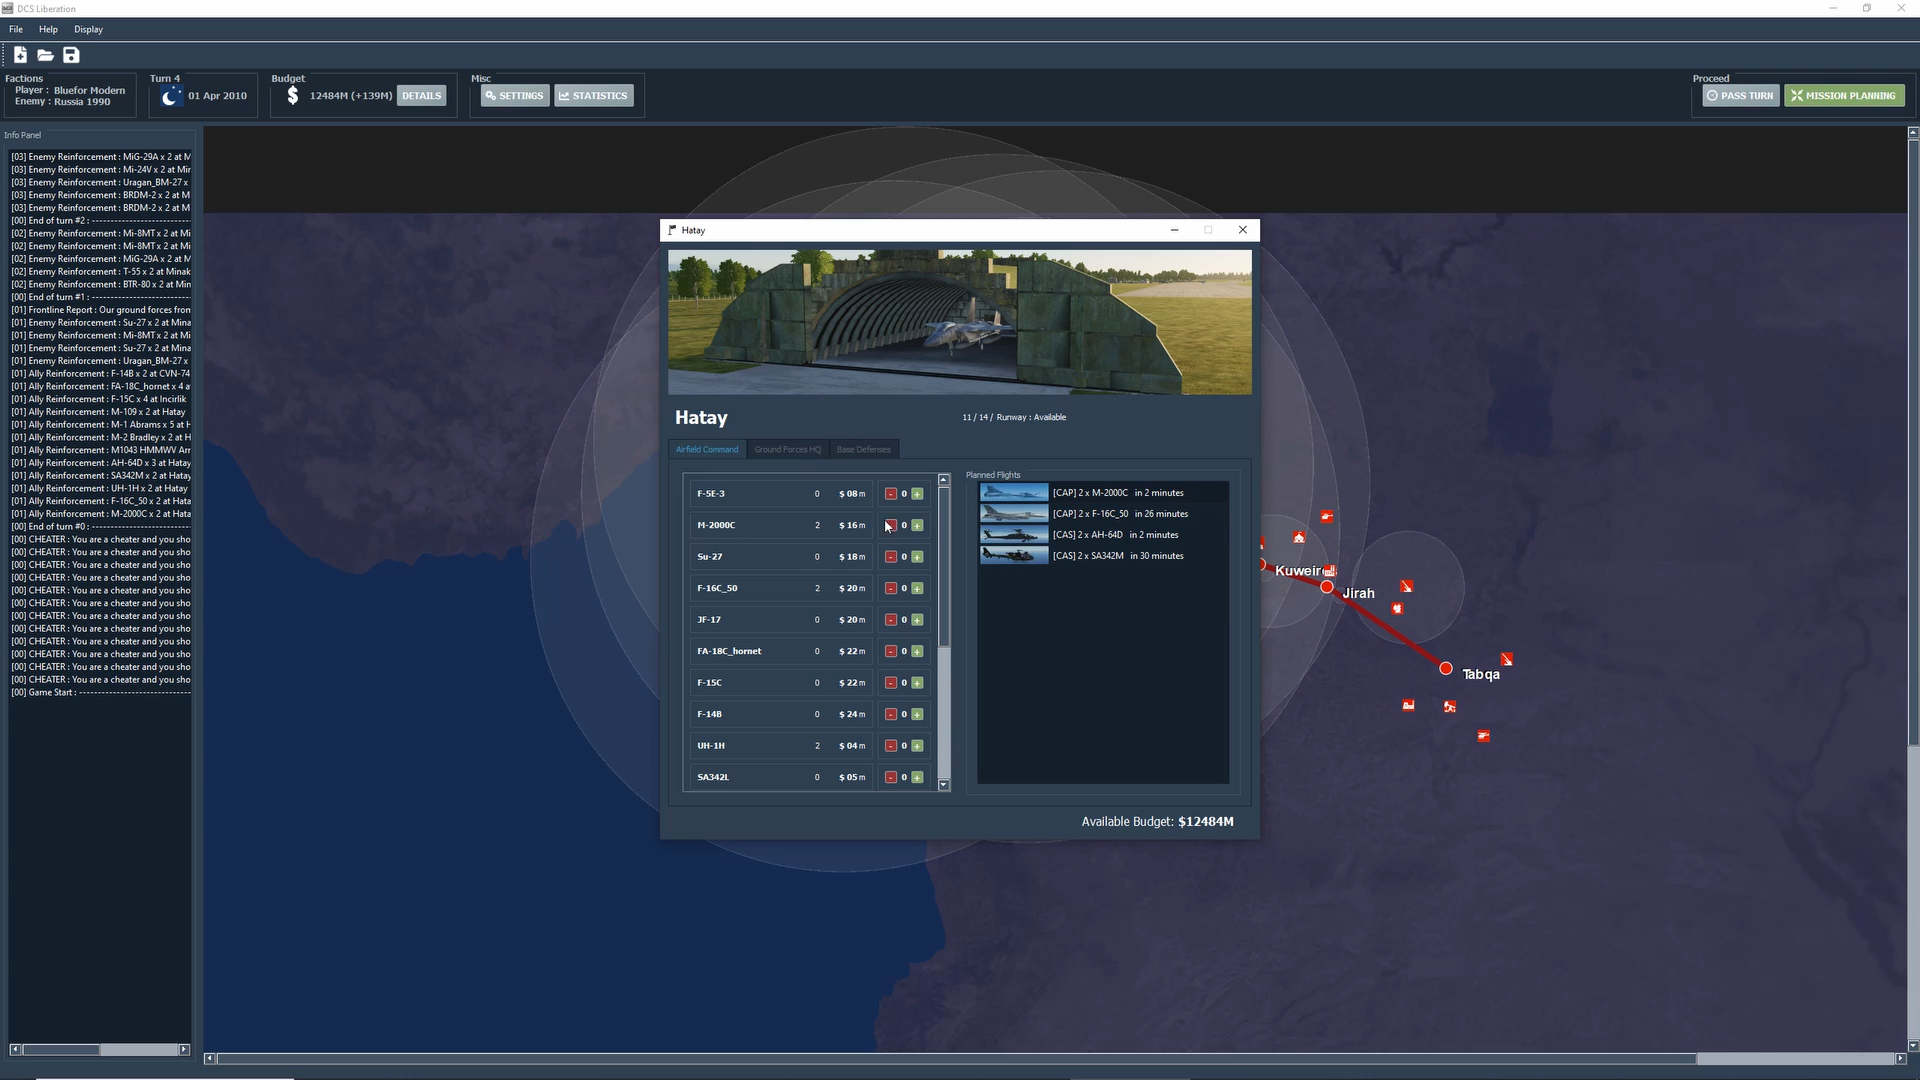 DCS Liberation
File Help Display
Factions
Player : Bluefor Modern
Enemy : Russia 1990
Turn 4
01 Apr 2010
Budget
12484M (+139M) DETAILS
Misc
SETTINGS STATISTICS
Proceed
PASS TURN MISSION PLANNING
Info Panel
[03] Enemy Reinforcement : MiG-29A x 2 at M
[03] Enemy Reinforcement : Mi-24V x 2 at Mir
[03] Enemy Reinforcement : Uragan_BM-27 x
[03] Enemy Reinforcement : BRDM-2 x 2 at M
[03] Enemy Reinforcement : BRDM-2 x 2 at M
[00] End of turn #2 : -----------------------------
[02] Enemy Reinforcement : Mi-8MT x 2 at Mi
[02] Enemy Reinforcement : Mi-8MT x 2 at Mi
[02] Enemy Reinforcement : MiG-29A x 2 at M
[02] Enemy Reinforcement : T-55 x 2 at Minak
[02] Enemy Reinforcement : BTR-80 x 2 at Min
[00] End of turn #1 : -----------------------------
[01] Frontline Report : Our ground forces from
[01] Enemy Reinforcement : Su-27 x 2 at Mina
[01] Enemy Reinforcement : Mi-8MT x 2 at Mi
[01] Enemy Reinforcement : Su-27 x 2 at Mina
[01] Enemy Reinforcement : Uragan_BM-27 x
[01] Ally Reinforcement : F-14B x 2 at CVN-74
[01] Ally Reinforcement : FA-18C_hornet x 4 a
[01] Ally Reinforcement : F-15C x 4 at Incirlik
[01] Ally Reinforcement : M-109 x 2 at Hatay
[01] Ally Reinforcement : M-1 Abrams x 5 at H
[01] Ally Reinforcement : M-2 Bradley x 2 at H
[01] Ally Reinforcement : M1043 HMMWV Arr
[01] Ally Reinforcement : AH-64D x 3 at Hatay
[01] Ally Reinforcement : SA342M x 2 at Hatay
[01] Ally Reinforcement : UH-1H x 2 at Hatay
[01] Ally Reinforcement : F-16C_50 x 2 at Hata
[01] Ally Reinforcement : M-2000C x 2 at Hata
[00] End of turn #0 : -----------------------------
[00] CHEATER : You are a cheater and you sho
[00] CHEATER : You are a cheater and you sho
[00] CHEATER : You are a cheater and you sho
[00] CHEATER : You are a cheater and you sho
[00] CHEATER : You are a cheater and you sho
[00] CHEATER : You are a cheater and you sho
[00] CHEATER : You are a cheater and you sho
[00] CHEATER : You are a cheater and you sho
[00] CHEATER : You are a cheater and you sho
[00] CHEATER : You are a cheater and you sho
[00] CHEATER : You are a cheater and you sho
[00] CHEATER : You are a cheater and you sho
[00] Game Start : --------------------------------
Hatay
Hatay
11 / 14 / Runway : Available
Airfield Command Ground Forces HQ Base Defenses
F-5E-3 0 $ 08 m - 0 +
M-2000C 2 $ 16 m - 0 +
Su-27 0 $ 18 m - 0 +
F-16C_50 2 $ 20 m - 0 +
JF-17 0 $ 20 m - 0 +
FA-18C_hornet 0 $ 22 m - 0 +
F-15C 0 $ 22 m - 0 +
F-14B 0 $ 24 m - 0 +
UH-1H 2 $ 04 m - 0 +
SA342L 0 $ 05 m - 0 +
Planned Flights
[CAP] 2 x M-2000C in 2 minutes
[CAP] 2 x F-16C_50 in 26 minutes
[CAS] 2 x AH-64D in 2 minutes
[CAS] 2 x SA342M in 30 minutes
Available Budget: $12484M
Kuweir
Jirah
Tabqa